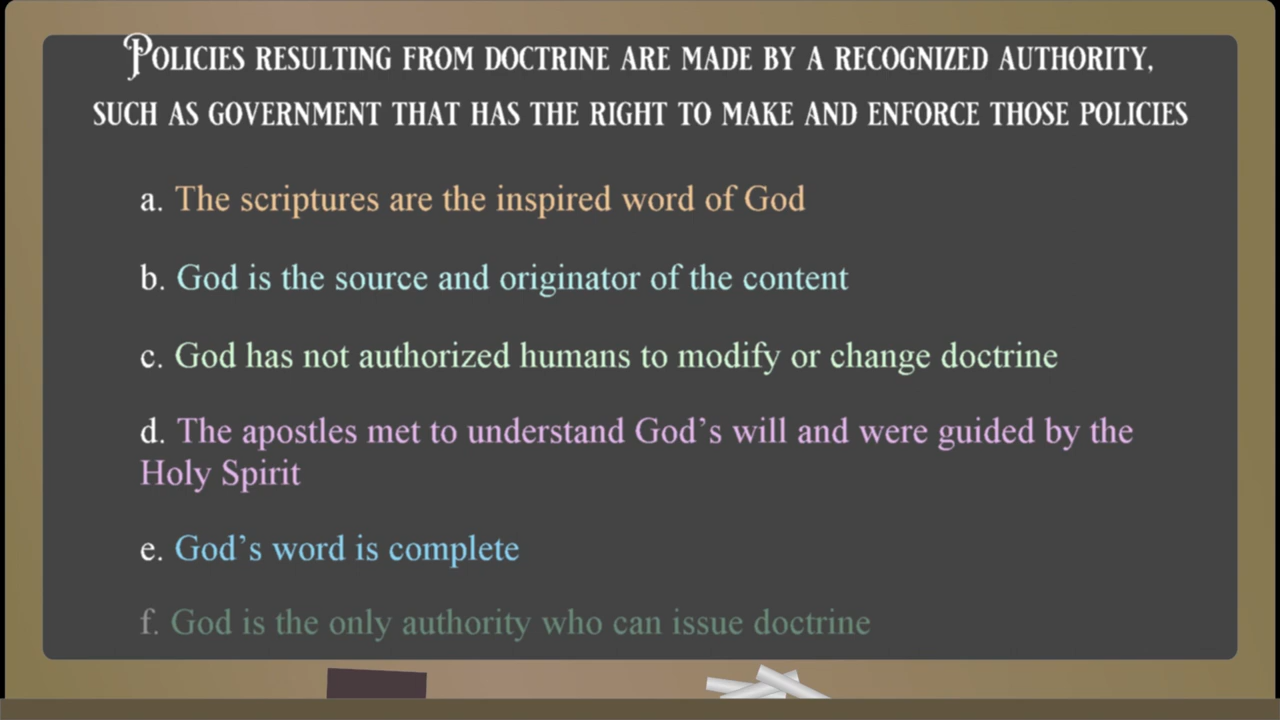 Policies resulting from doctrine are made by a recognized authority,
such as government that has the right to make and enforce those policies
a. The scriptures are the inspired word of God
b. God is the source and originator of the content
c. God has not authorized humans to modify or change doctrine
d. The apostles met to understand God’s will and were guided by the
Holy Spirit
e. God’s word is complete
f. God is the only authority who can issue doctrine